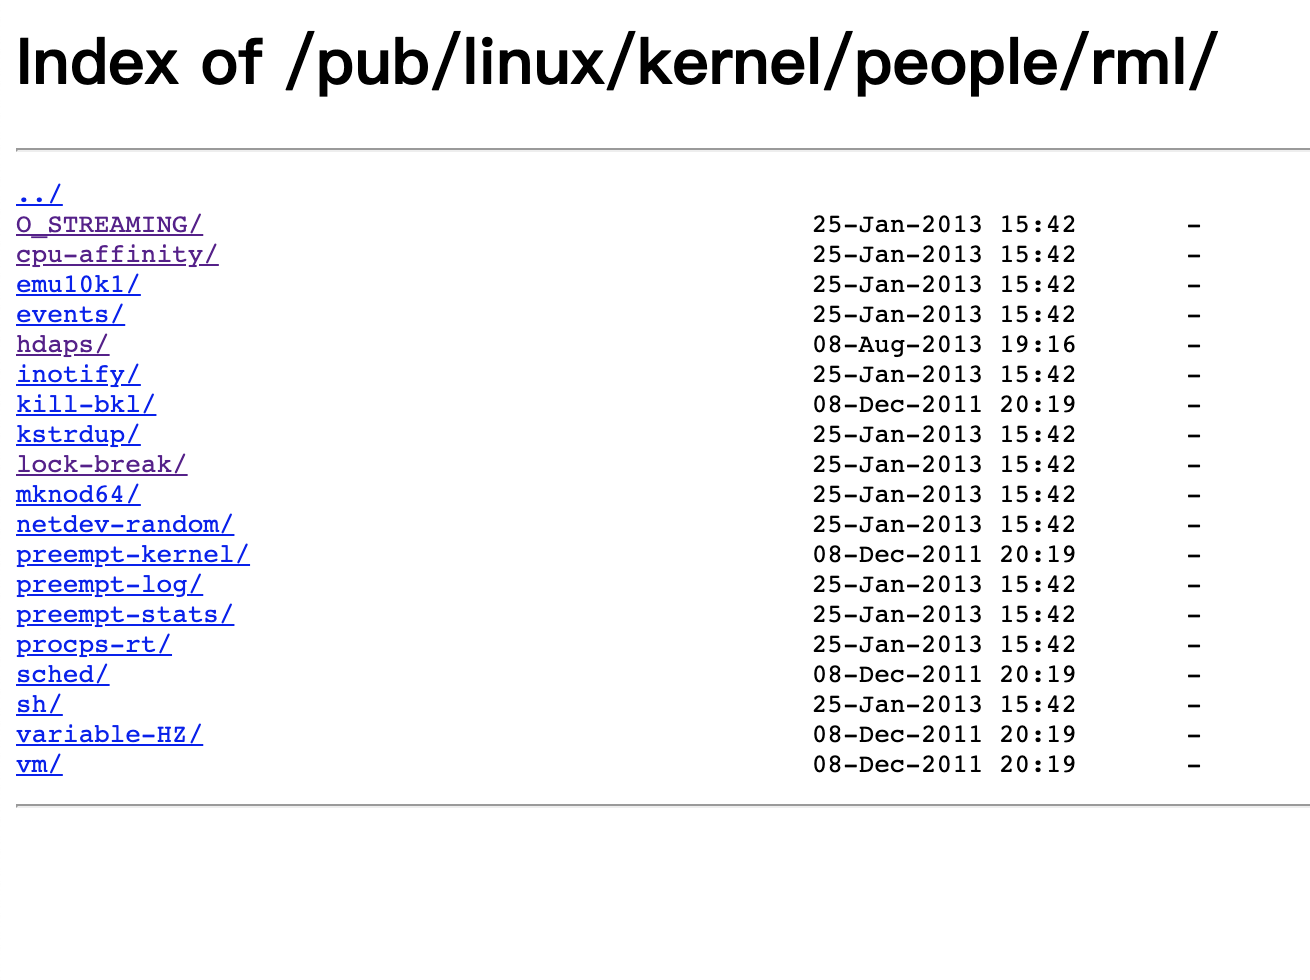 Index of /pub/linux/kernel/people/rml/
../
O_STREAMING/ 25-Jan-2013 15:42 -
cpu-affinity/ 25-Jan-2013 15:42 -
emu10k1/ 25-Jan-2013 15:42 -
events/ 25-Jan-2013 15:42 -
hdaps/ 08-Aug-2013 19:16 -
inotify/ 25-Jan-2013 15:42 -
kill-bkl/ 08-Dec-2011 20:19 -
kstrdup/ 25-Jan-2013 15:42 -
lock-break/ 25-Jan-2013 15:42 -
mknod64/ 25-Jan-2013 15:42 -
netdev-random/ 25-Jan-2013 15:42 -
preempt-kernel/ 08-Dec-2011 20:19 -
preempt-log/ 25-Jan-2013 15:42 -
preempt-stats/ 25-Jan-2013 15:42 -
procps-rt/ 25-Jan-2013 15:42 -
sched/ 08-Dec-2011 20:19 -
sh/ 25-Jan-2013 15:42 -
variable-HZ/ 08-Dec-2011 20:19 -
vm/ 08-Dec-2011 20:19 -